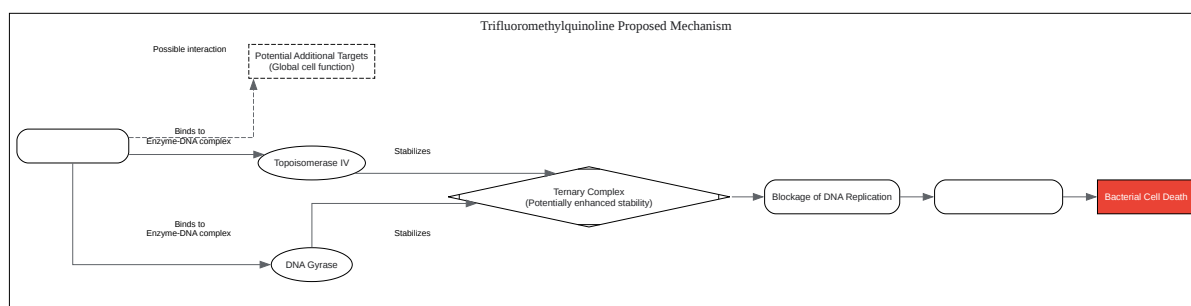 Trifluoromethylquinoline Proposed Mechanism
Possible interaction
Potential Additional Targets
(Global cell function)
Binds to
Enzyme-DNA complex
Topoisomerase IV
Stabilizes
Ternary Complex
(Potentially enhanced stability)
Blockage of DNA Replication
Bacterial Cell Death
Binds to
Enzyme-DNA complex
Stabilizes
DNA Gyrase